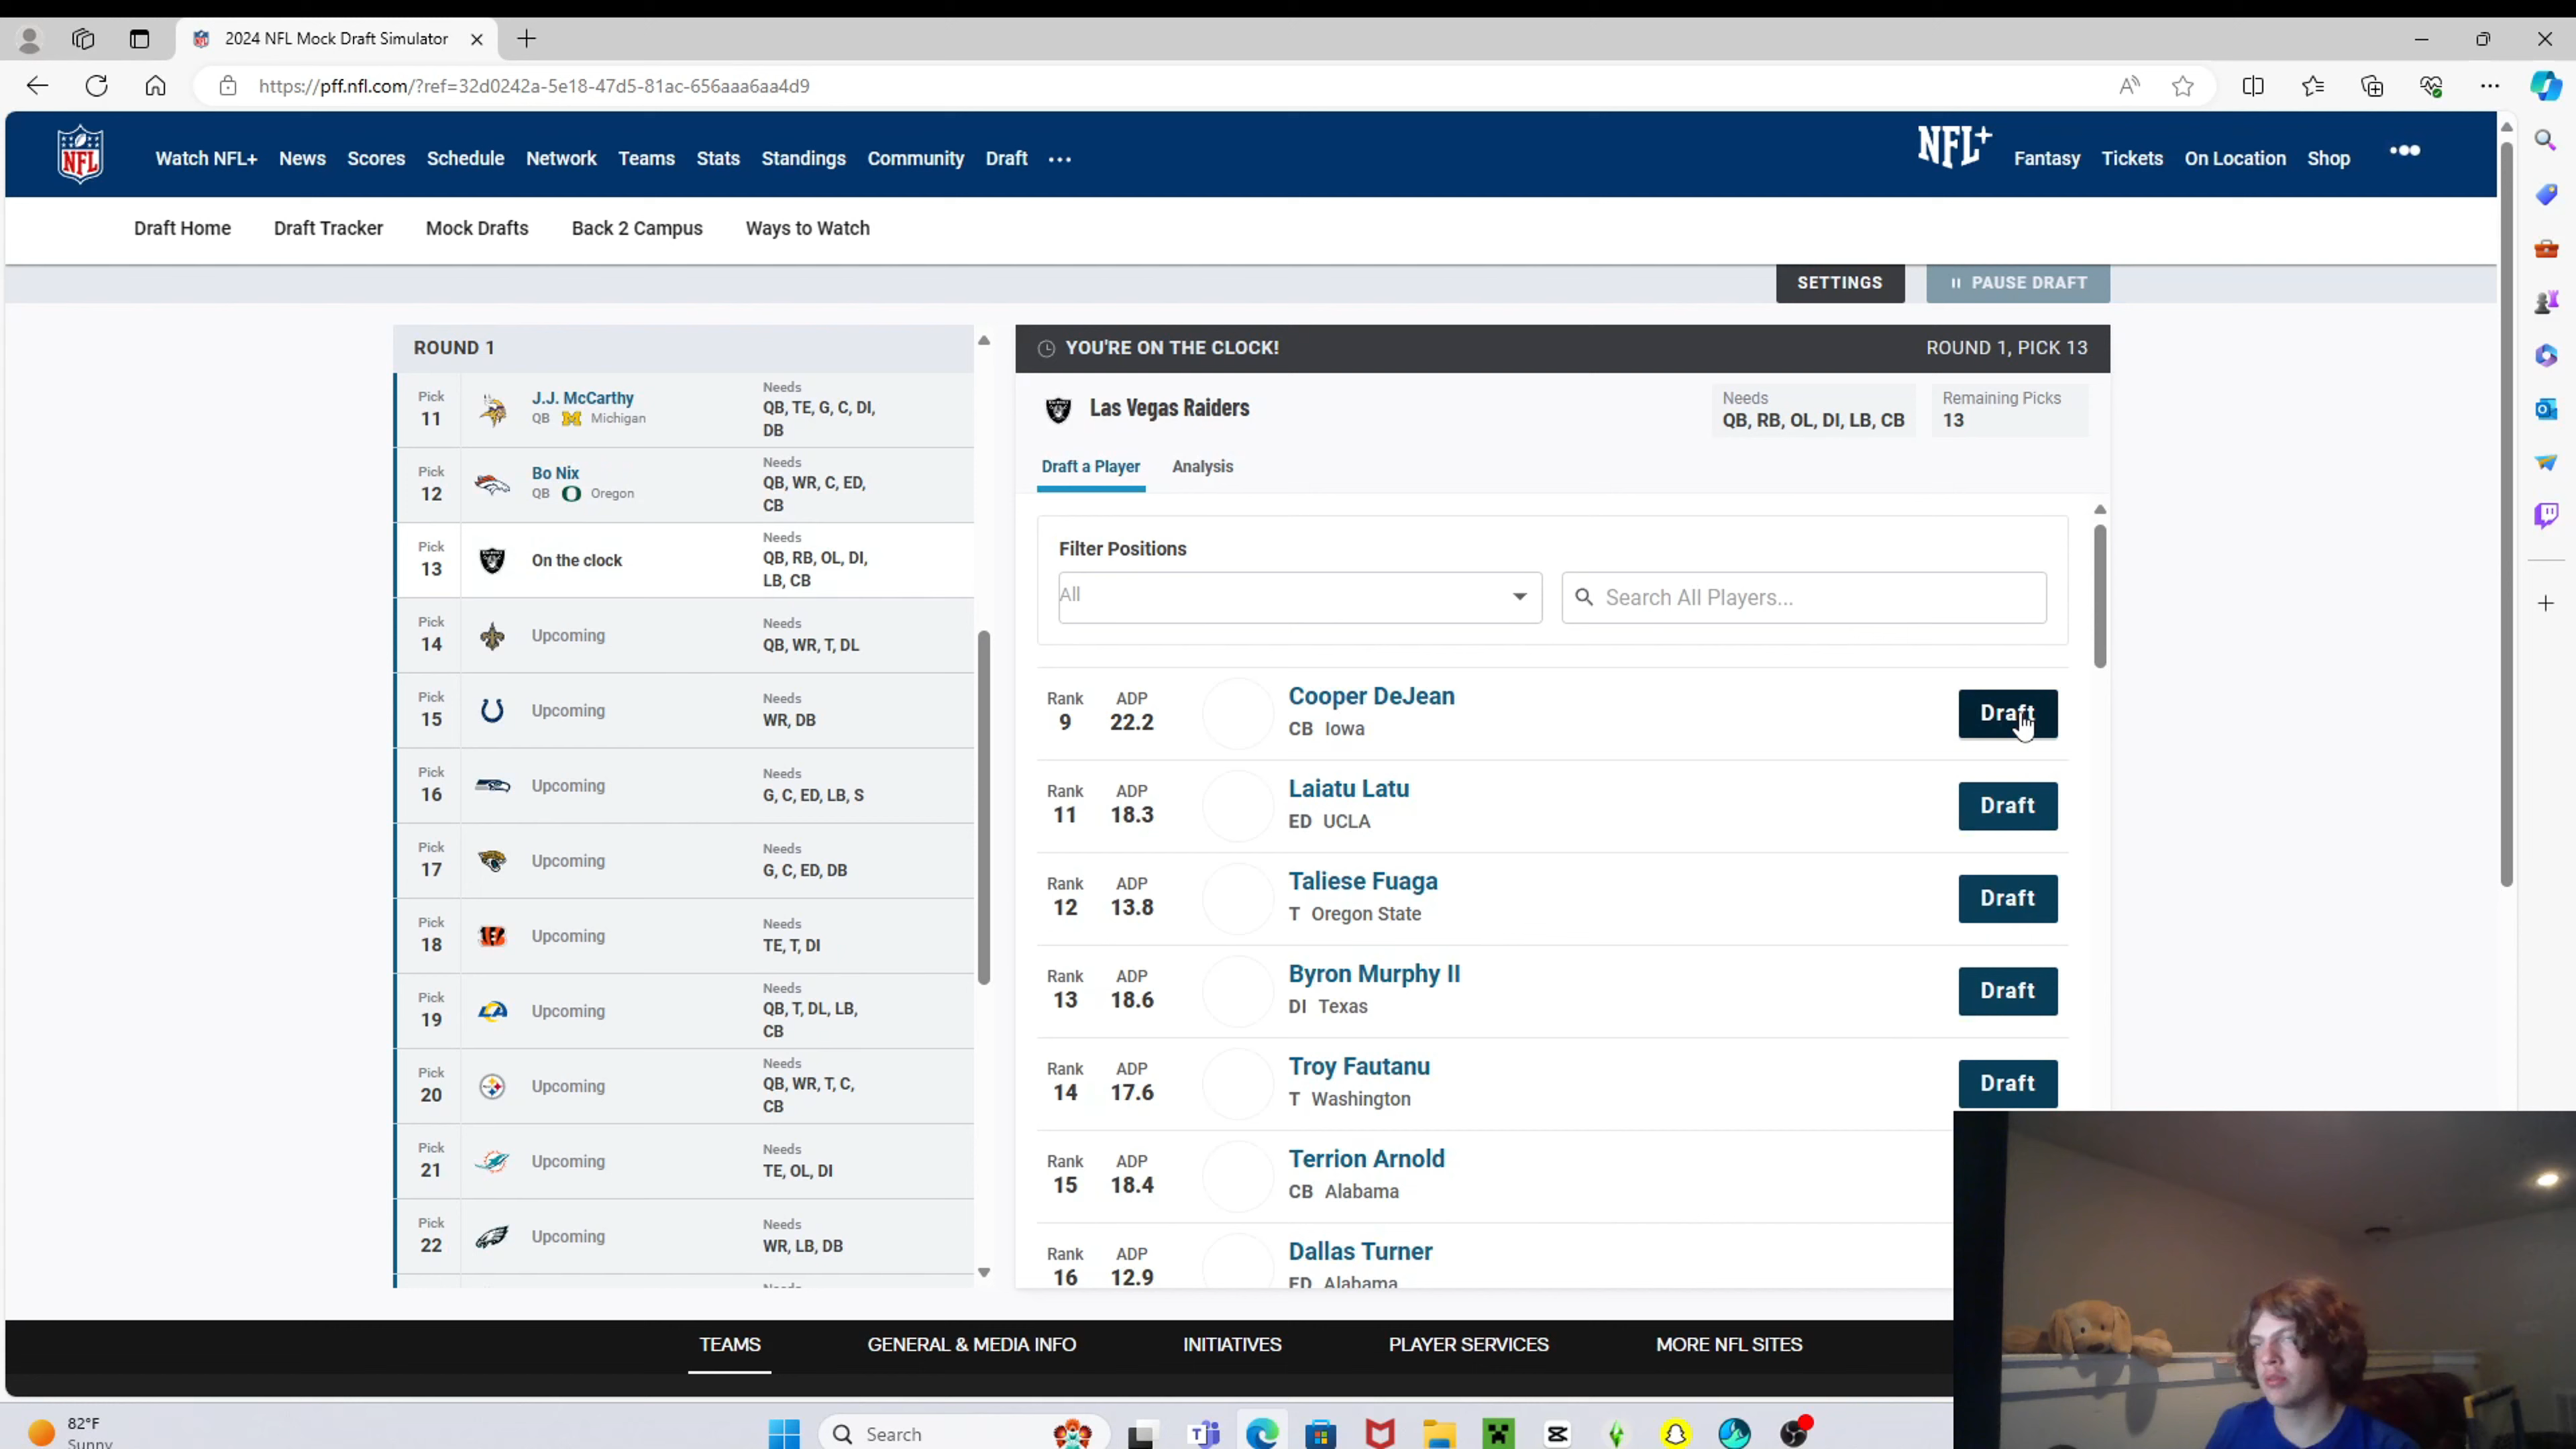 2024 NFL Mock Draft Simulator
https://pff.nfl.com/?ref=32d0242a-5e18-47d5-81ac-656aaa6aa4d9
NFL Watch NFL+ News Scores Schedule Network Teams Stats Standings Community Draft ... NFL+ Fantasy Tickets On Location Shop
Draft Home Draft Tracker Mock Drafts Back 2 Campus Ways to Watch
SETTINGS PAUSE DRAFT
ROUND 1
Pick 11 J.J. McCarthy Needs
QB Michigan QB, TE, G, C, DI,
DB
Pick 12 Bo Nix Needs
QB Oregon QB, WR, C, ED,
CB
Pick 13 On the clock Needs
QB, RB, OL, DI,
LB, CB
Pick 14 Upcoming Needs
QB, WR, T, DL
Pick 15 Upcoming Needs
WR, DB
Pick 16 Upcoming Needs
G, C, ED, LB, S
Pick 17 Upcoming Needs
G, C, ED, DB
Pick 18 Upcoming Needs
TE, T, DI
Pick 19 Upcoming Needs
QB, T, DL, LB,
CB
Pick 20 Upcoming Needs
QB, WR, T, C,
CB
Pick 21 Upcoming Needs
TE, OL, DI
Pick 22 Upcoming Needs
WR, LB, DB
YOU'RE ON THE CLOCK! ROUND 1, PICK 13
Las Vegas Raiders
Needs
QB, RB, OL, DI, LB, CB
Remaining Picks
13
Draft a Player Analysis
Filter Positions
All Search All Players...
Rank ADP Cooper DeJean Draft
9 22.2 CB Iowa
Rank ADP Laiatu Latu Draft
11 18.3 ED UCLA
Rank ADP Taliese Fuaga Draft
12 13.8 T Oregon State
Rank ADP Byron Murphy II Draft
13 18.6 DI Texas
Rank ADP Troy Fautanu Draft
14 17.6 T Washington
Rank ADP Terrion Arnold
15 18.4 CB Alabama
Rank ADP Dallas Turner
16 12.9 ED Alabama
TEAMS GENERAL & MEDIA INFO INITIATIVES PLAYER SERVICES MORE NFL SITES
82°F
Sunny
Search